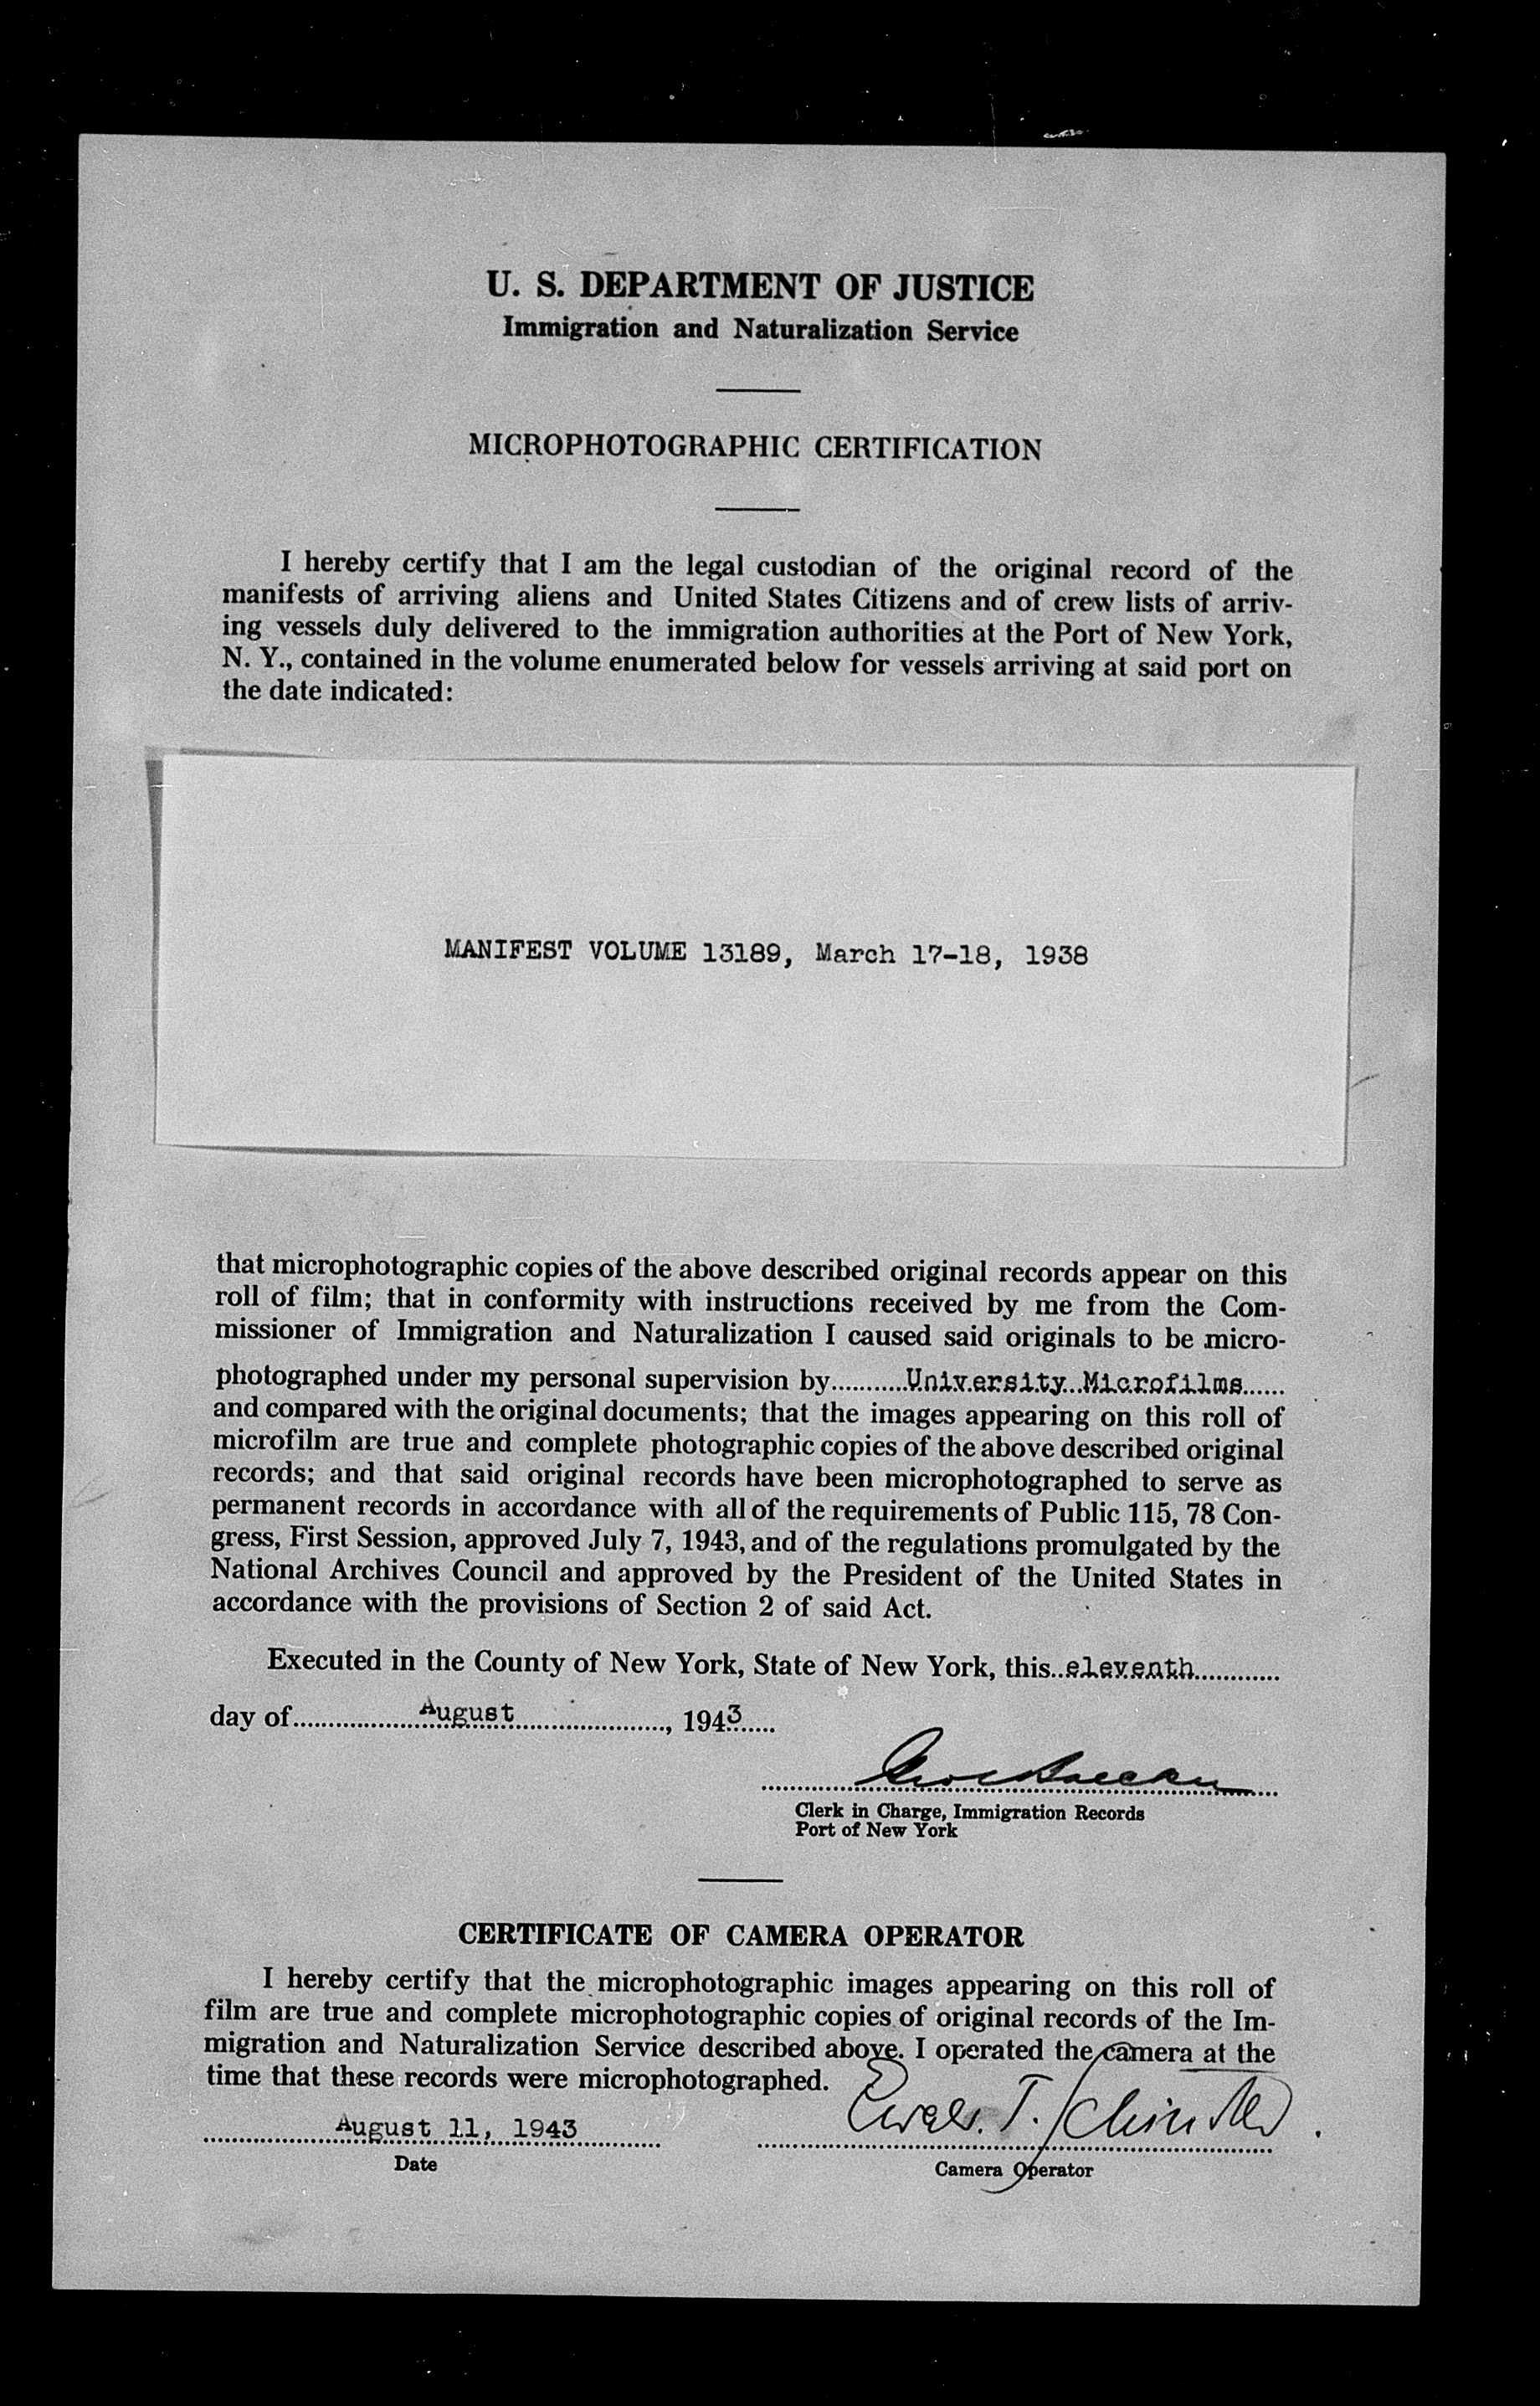 U. S. DEPARTMENT OF JUSTICE
Immigration and Naturalization Service
MICROPHOTOGRAPHIC CERTIFICATION
I hereby certify that I am the legal custodian of the original record of the
manifests of arriving aliens and United States Citizens and of crew lists of arriv-
ing vessels duly delivered to the immigration authorities at the Port of New York,
N. Y., contained in the volume enumerated below for vessels arriving at said port on
the date indicated:
MANIFEST VOLUME 13189, March 17-18, 1938
that microphotographic copies of the above described original records appear on this
roll of film; that in conformity with instructions received by me from the Com-
missioner of Immigration and Naturalization I caused said originals to be micro-
photographed under my personal supervision by...........University Microfilms......
and compared with the original documents; that the images appearing on this roll of
microfilm are true and complete photographic copies of the above described original
records; and that said original records have been microphotographed to serve as
permanent records in accordance with all of the requirements of Public 115, 78 Con-
gress, First Session, approved July 7, 1943, and of the regulations promulgated by the
National Archives Council and approved by the President of the United States in
accordance with the provisions of Section 2 of said Act.
Executed in the County of New York, State of New York, this..eleventh............
day of....................August........................, 1943......
Clerk in Charge, Immigration Records
Port of New York
CERTIFICATE OF CAMERA OPERATOR
I hereby certify that the microphotographic images appearing on this roll of
film are true and complete microphotographic copies of original records of the Im-
migration and Naturalization Service described above. I operated the camera at the
time that these records were microphotographed.
August 11, 1943
T.
Date
Camera Operator